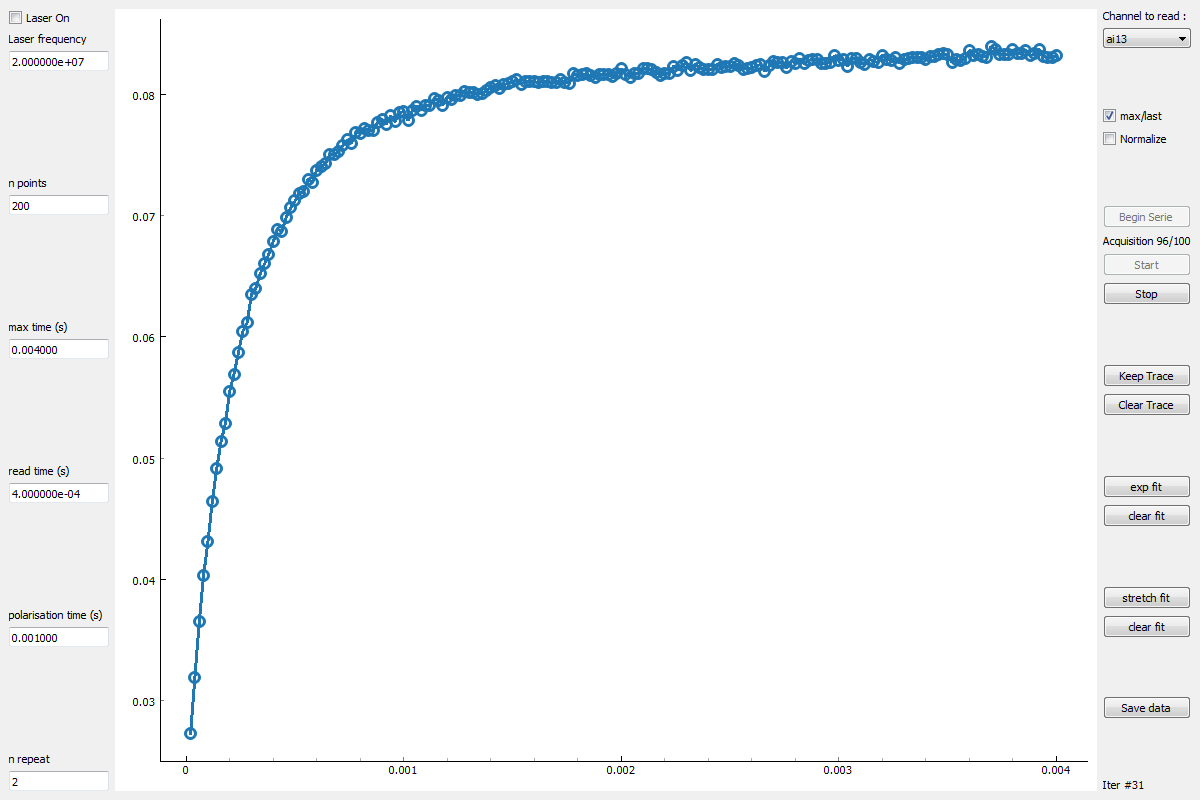 Laser On
Laser frequency
2.000000e+07
n points
200
max time (s)
0.004000
read time (s)
4.000000e-04
polarisation time (s)
0.001000
n repeat
2
0.08
0.07
0.06
0.05
0.04
0.03
0
0.001
0.002
0.003
0.004
Channel to read :
ai13
max/last
Normalize
Begin Serie
Acquisition 96/100
Start
Stop
Keep Trace
Clear Trace
exp fit
clear fit
stretch fit
clear fit
Save data
Iter #31